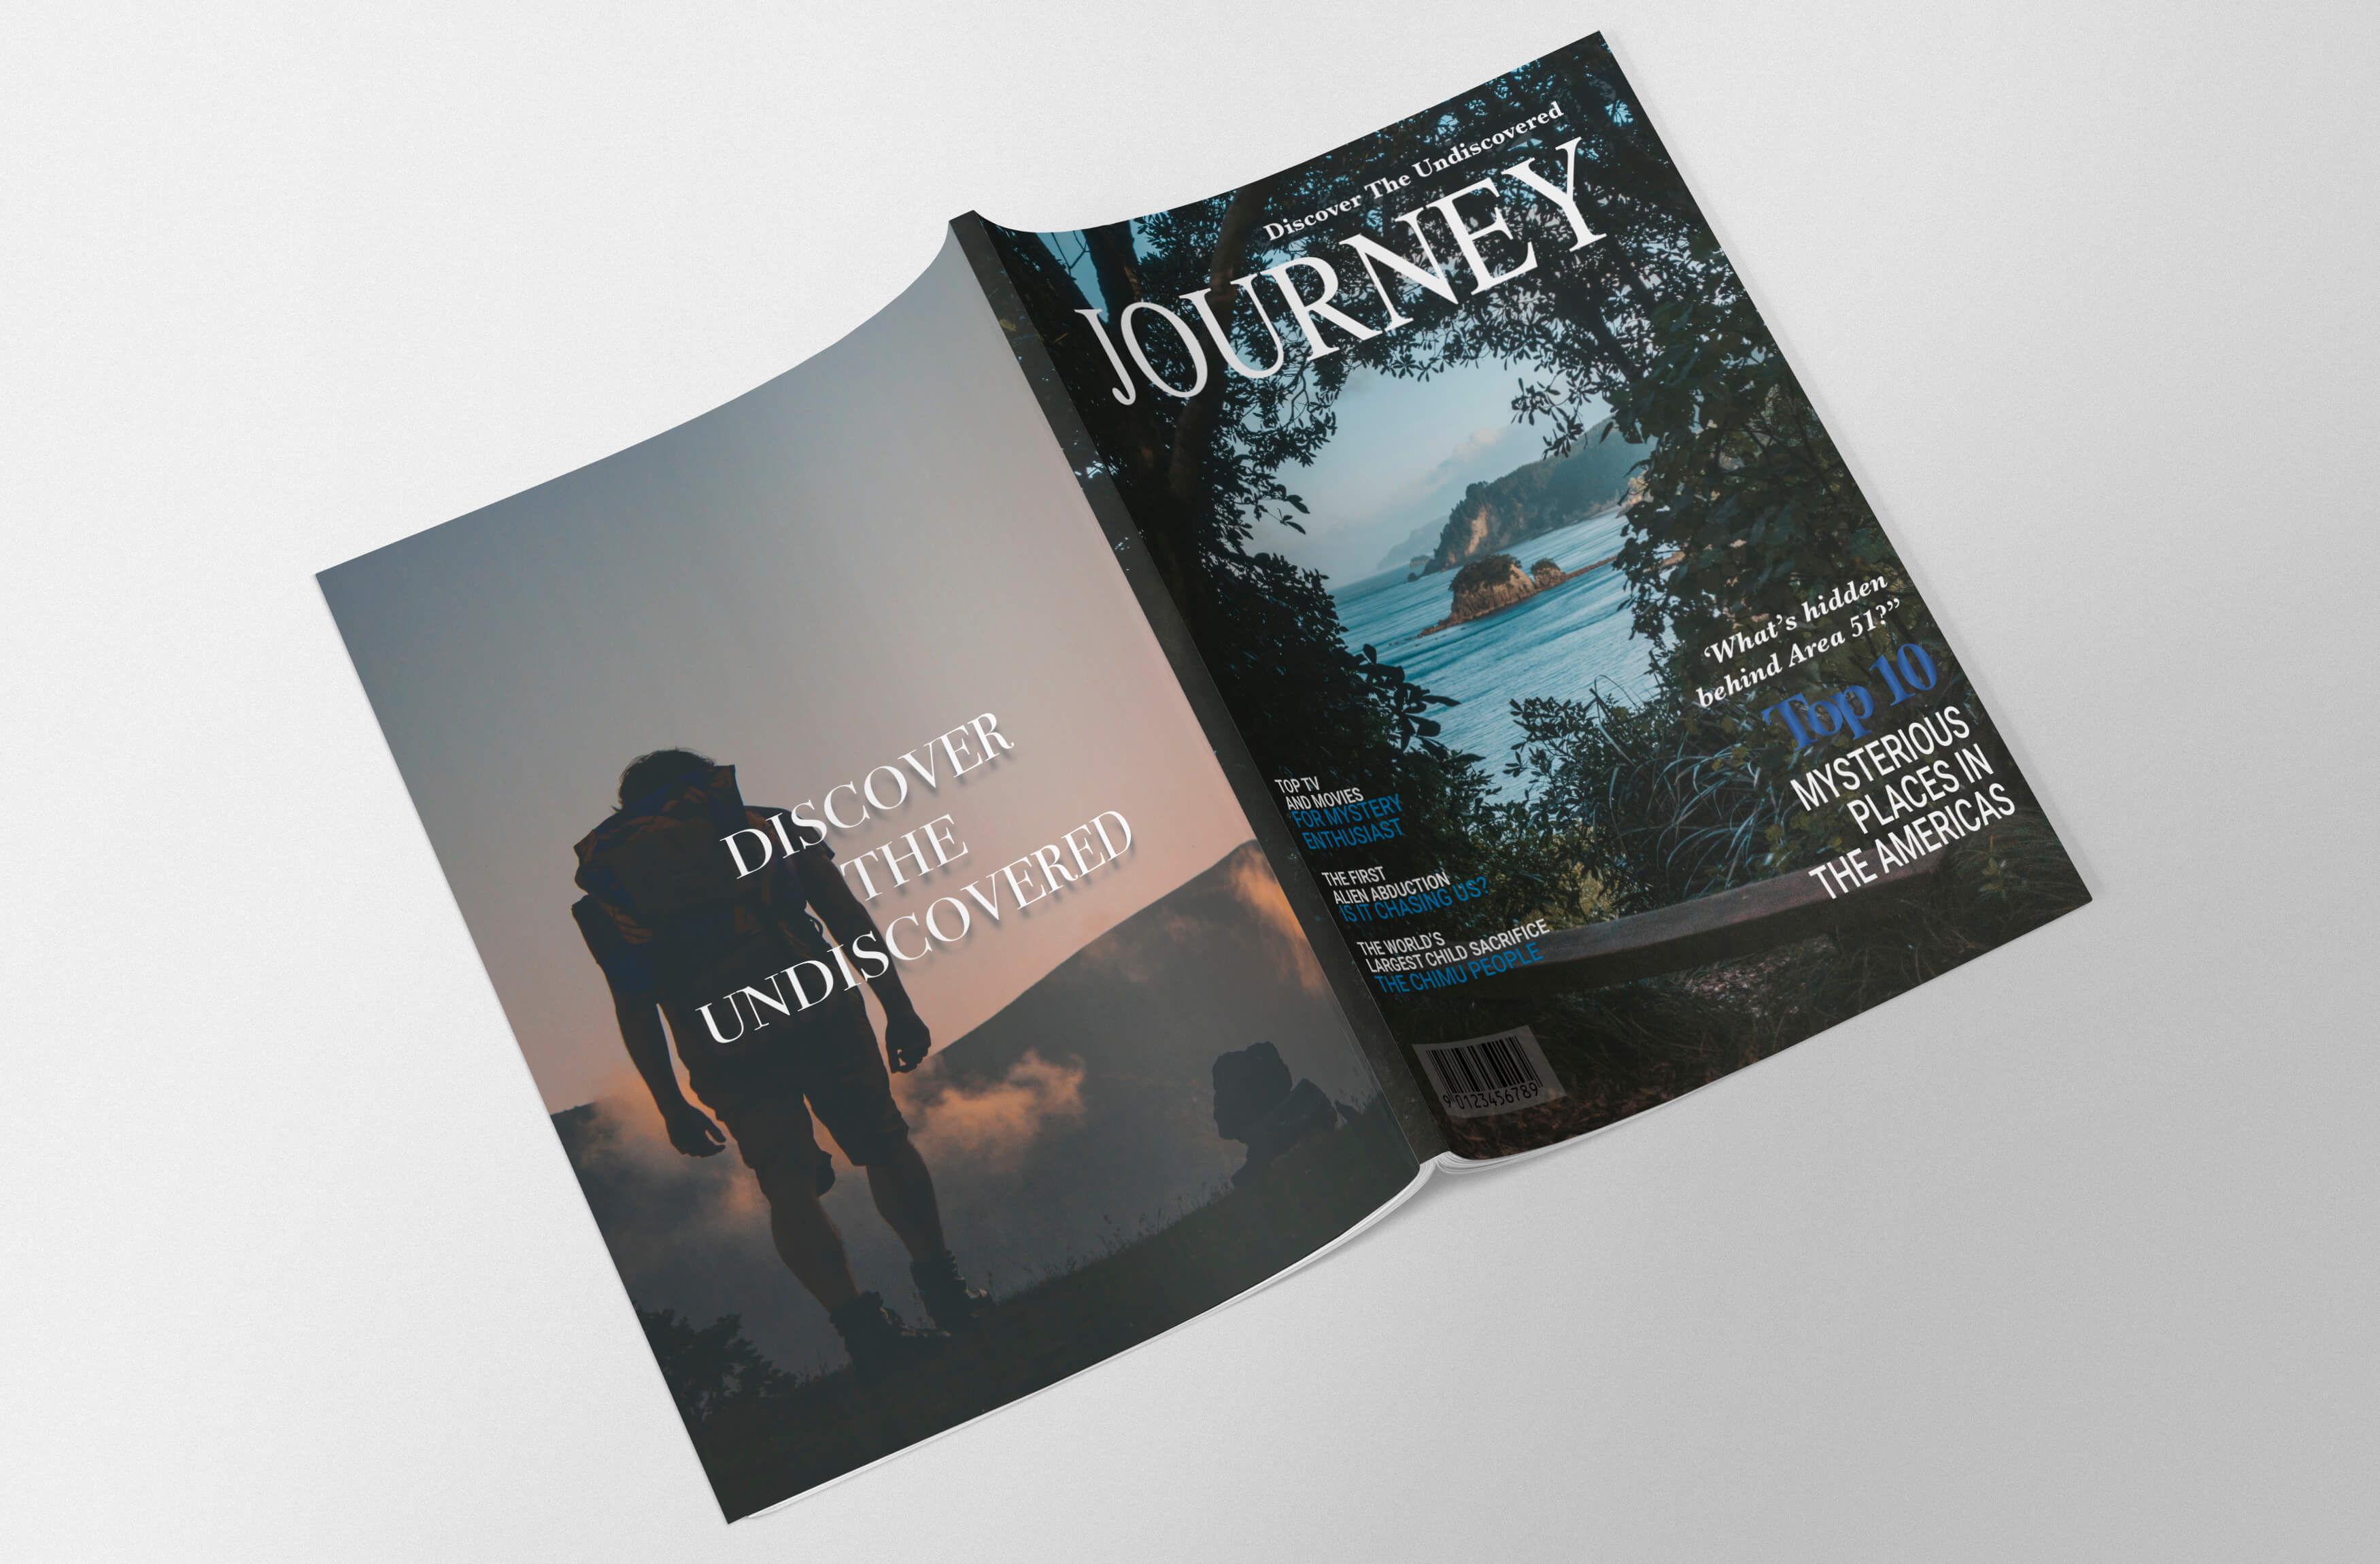 DISCOVER
THE
UNDISCOVERED
Discover The Undiscovered
JOURNEY
‘What’s hidden
behind Area 51?”
Top 10
MYSTERIOUS
PLACES IN
THE AMERICAS
TOP TV
AND MOVIES
FOR MYSTERY
ENTHUSIAST
THE FIRST
ALIEN ABDUCTION
IS IT CHASING US?
THE WORLD'S
LARGEST CHILD SACRIFICE
THE CHIMU PEOPLE
9 0123456789